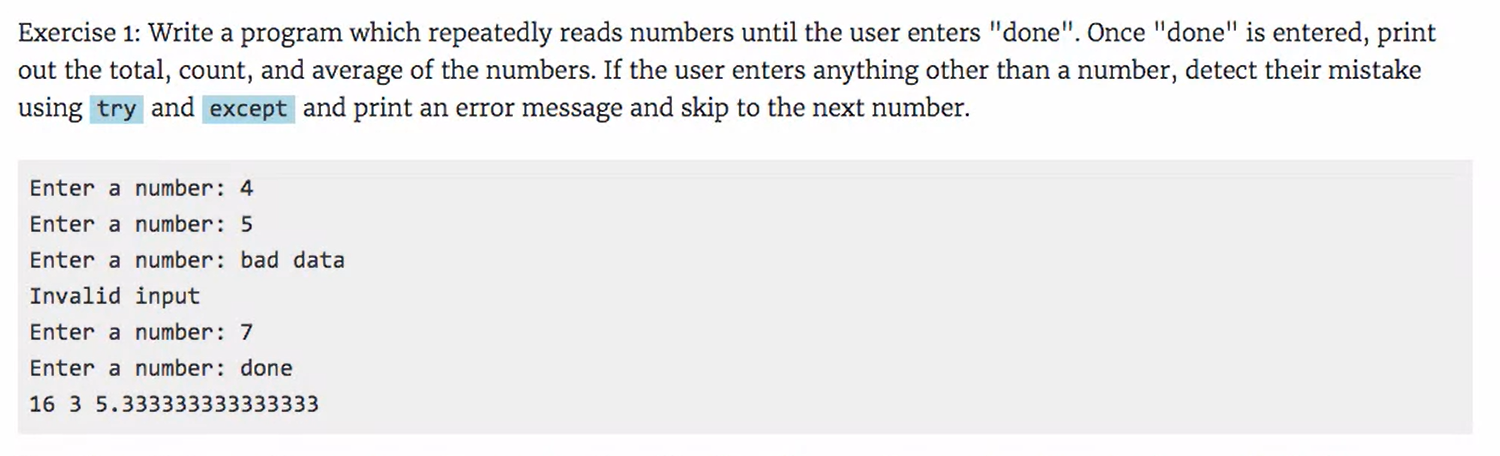 Exercise 1: Write a program which repeatedly reads numbers until the user enters "done". Once "done" is entered, print
out the total, count, and average of the numbers. If the user enters anything other than a number, detect their mistake
using try and except and print an error message and skip to the next number.
Enter a number: 4
Enter a number: 5
Enter a number: bad data
Invalid input
Enter a number: 7
Enter a number: done
16 3 5.333333333333333